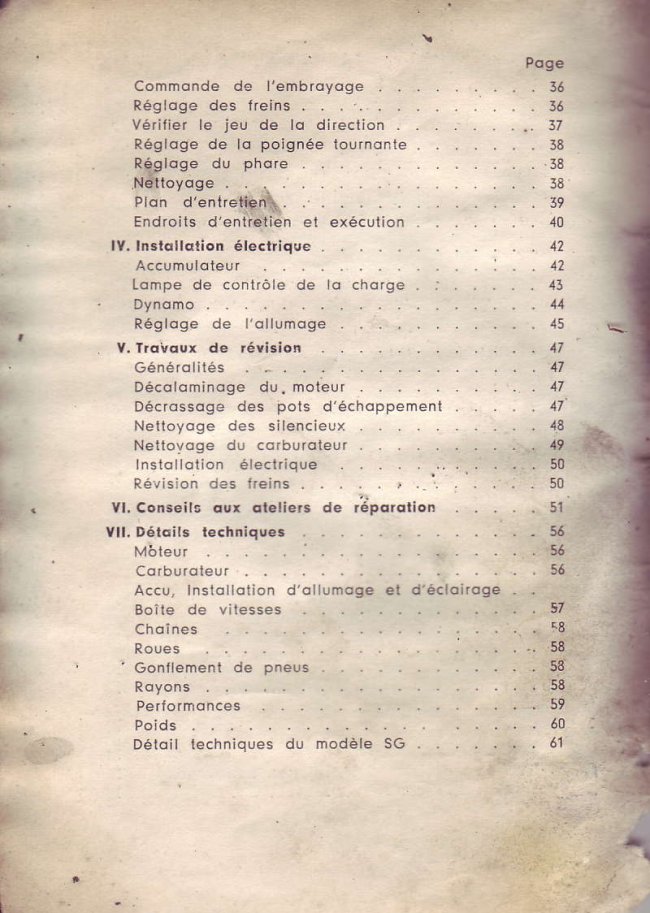 Page
Commande de l'embrayage . . . . . . . . . 36
Réglage des freins . . . . . . . . . . . . . 36
Vérifier le jeu de la direction . . . . . . . . 37
Réglage de la poignée tournante . . . . . . . 38
Réglage du phare . . . . . . . . . . . . . 38
Nettoyage . . . . . . . . . . . . . . . . . 38
Plan d'entretien . . . . . . . . . . . . . . 39
Endroits d'entretien et exécution . . . . . . . 40
IV. Installation électrique . . . . . . . . . . . . 42
Accumulateur . . . . . . . . . . . . . . . 42
Lampe de contrôle de la charge . . . . . . . 43
Dynamo . . . . . . . . . . . . . . . . . . 44
Réglage de l'allumage . . . . . . . . . . . 45
V. Travaux de révision . . . . . . . . . . . 47
Généralités . . . . . . . . . . . . . . . . 47
Décalaminage du moteur . . . . . . . . . . 47
Décrassage des pots d'échappement . . . . . 47
Nettoyage des silencieux . . . . . . . . . . 48
Nettoyage du carburateur . . . . . . . . . . 49
Installation électrique . . . . . . . . . . . 50
Révision des freins . . . . . . . . . . . . . 50
VI. Conseils aux ateliers de réparation . . . . . 51
VII. Détails techniques . . . . . . . . . . . . . 56
Moteur . . . . . . . . . . . . . . . . . . 56
Carburateur . . . . . . . . . . . . . . . . 56
Accu, Installation d'allumage et d'éclairage . .
Boîte de vitesses . . . . . . . . . . . . . 57
Chaînes . . . . . . . . . . . . . . . . . 58
Roues . . . . . . . . . . . . . . . . . . 58
Gonflement de pneus . . . . . . . . . . . . 58
Rayons . . . . . . . . . . . . . . . . . . 58
Performances . . . . . . . . . . . . . . . 59
Poids . . . . . . . . . . . . . . . . . . . 60
Détail techniques du modèle SG . . . . . . . 61